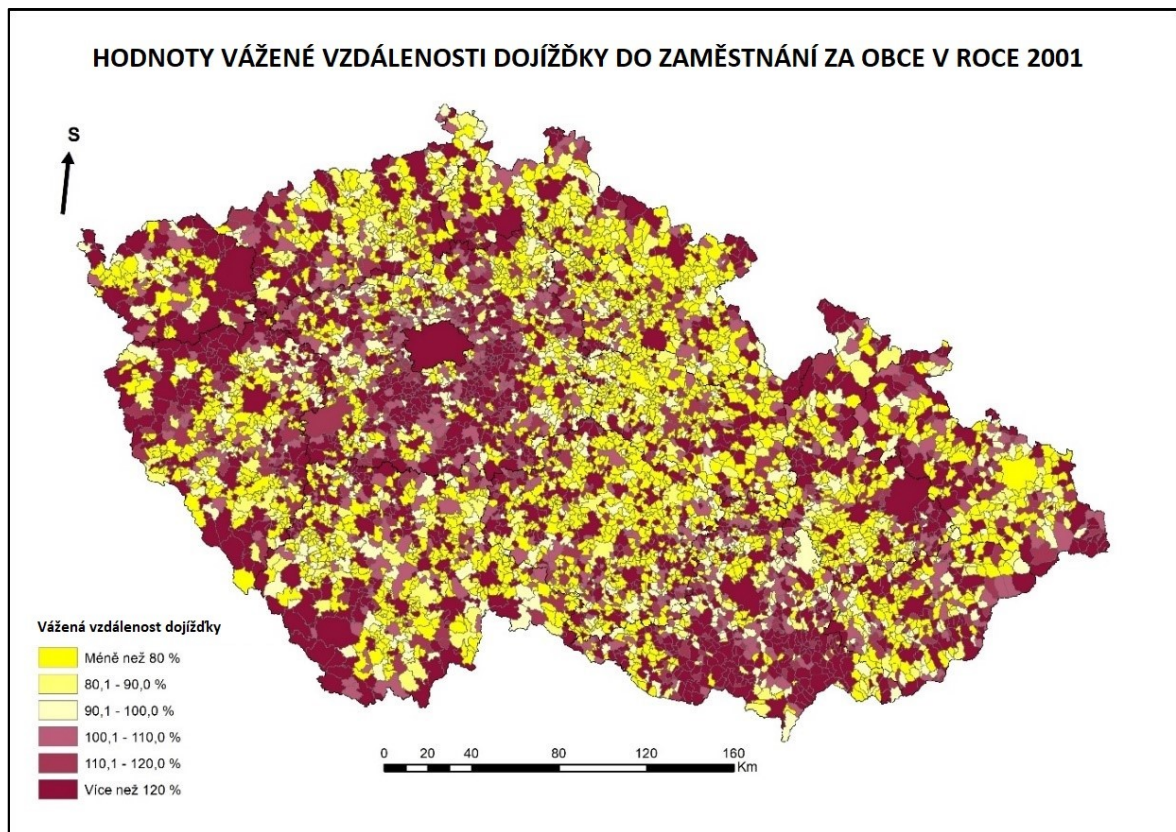 HODNOTY VÁŽENÉ VZDÁLENOSTI DOJÍŽĎKY DO ZAMĚSTNÁNÍ ZA OBCE V ROCE 2001
S
Vážená vzdálenost dojížďky
Méně než 80 %
80,1 - 90,0 %
90,1 - 100,0 %
100,1 - 110,0 %
110,1 - 120,0 %
Více než 120 %
0 20 40 80 120 160
Km